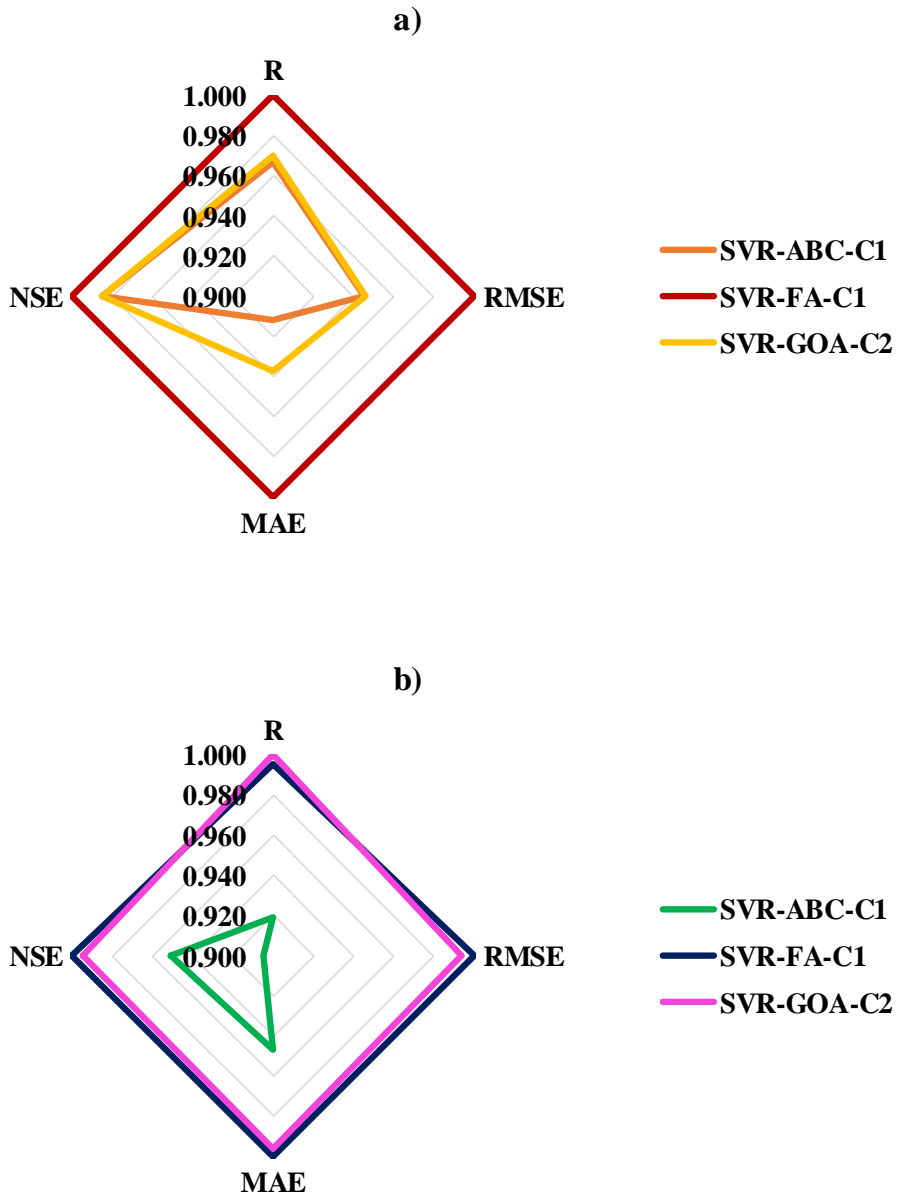 a)
R
1.000
0.980
0.960
0.940
0.920
0.900
NSE
RMSE
MAE
SVR-ABC-C1
SVR-FA-C1
SVR-GOA-C2
b)
R
1.000
0.980
0.960
0.940
0.920
0.900
NSE
RMSE
MAE
SVR-ABC-C1
SVR-FA-C1
SVR-GOA-C2